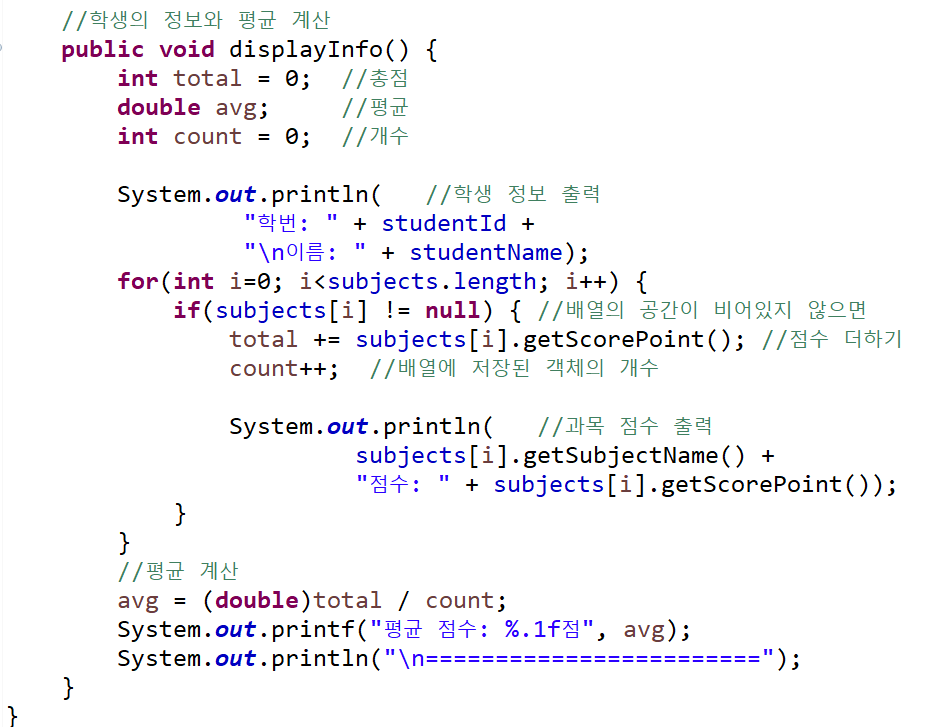 //학생의 정보와 평균 계산
public void displayInfo() {
int total = 0;  //총점
double avg;     //평균
int count = 0;  //개수
System.out.println(   //학생 정보 출력
"학번: " + studentId +
"\n이름: " + studentName);
for(int i=0; i<subjects.length; i++) {
if(subjects[i] != null) { //배열의 공간이 비어있지 않으면
total += subjects[i].getScorePoint(); //점수 더하기
count++;  //배열에 저장된 객체의 개수
System.out.println(   //과목 점수 출력
subjects[i].getSubjectName() +
"점수: " + subjects[i].getScorePoint());
}
}
//평균 계산
avg = (double)total / count;
System.out.printf("평균 점수: %.1f점", avg);
System.out.println("\n========================");
}
}